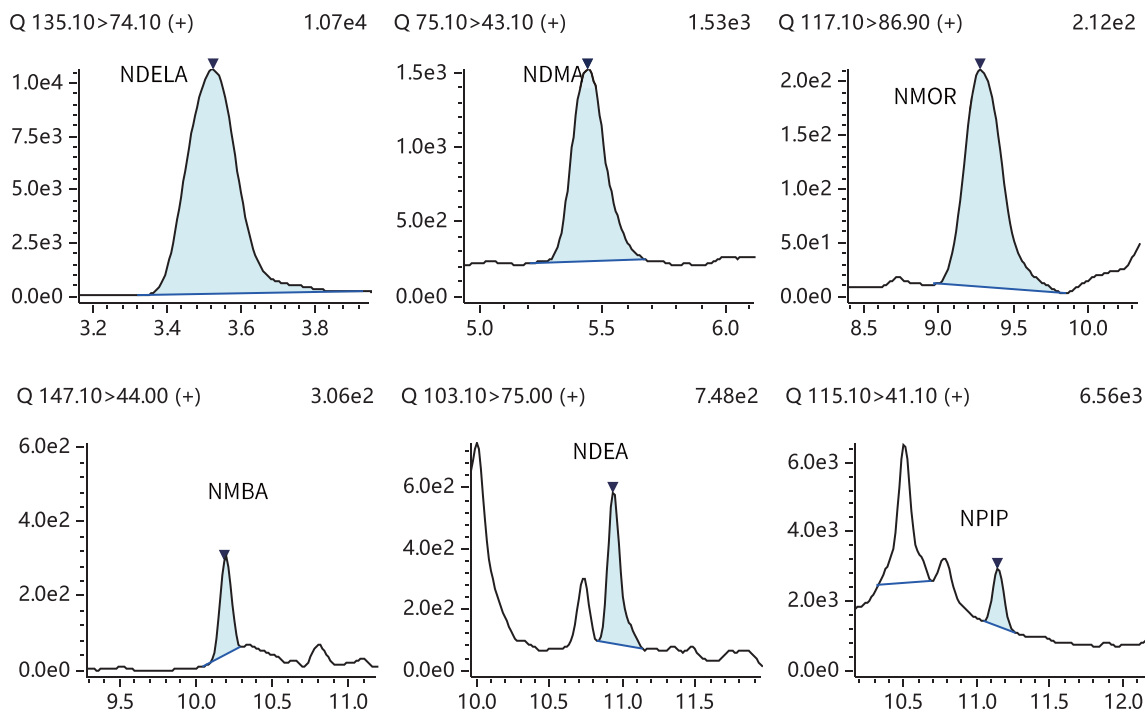 Q 135.10>74.10 (+) 1.07e4
NDELA
1.0e4
7.5e3
5.0e3
2.5e3
0.0e0
3.2 3.4 3.6 3.8
Q 75.10>43.10 (+) 1.53e3
NDMA
1.5e3
1.0e3
5.0e2
0.0e0
5.0 5.5 6.0
Q 117.10>86.90 (+) 2.12e2
NMOR
2.0e2
1.5e2
1.0e2
5.0e1
0.0e0
8.5 9.0 9.5 10.0
Q 147.10>44.00 (+) 3.06e2
NMBA
6.0e2
4.0e2
2.0e2
0.0e0
9.5 10.0 10.5 11.0
Q 103.10>75.00 (+) 7.48e2
NDEA
6.0e2
4.0e2
2.0e2
0.0e0
10.0 10.5 11.0 11.5
Q 115.10>41.10 (+) 6.56e3
NPIP
6.0e3
4.0e3
2.0e3
0.0e0
10.5 11.0 11.5 12.0